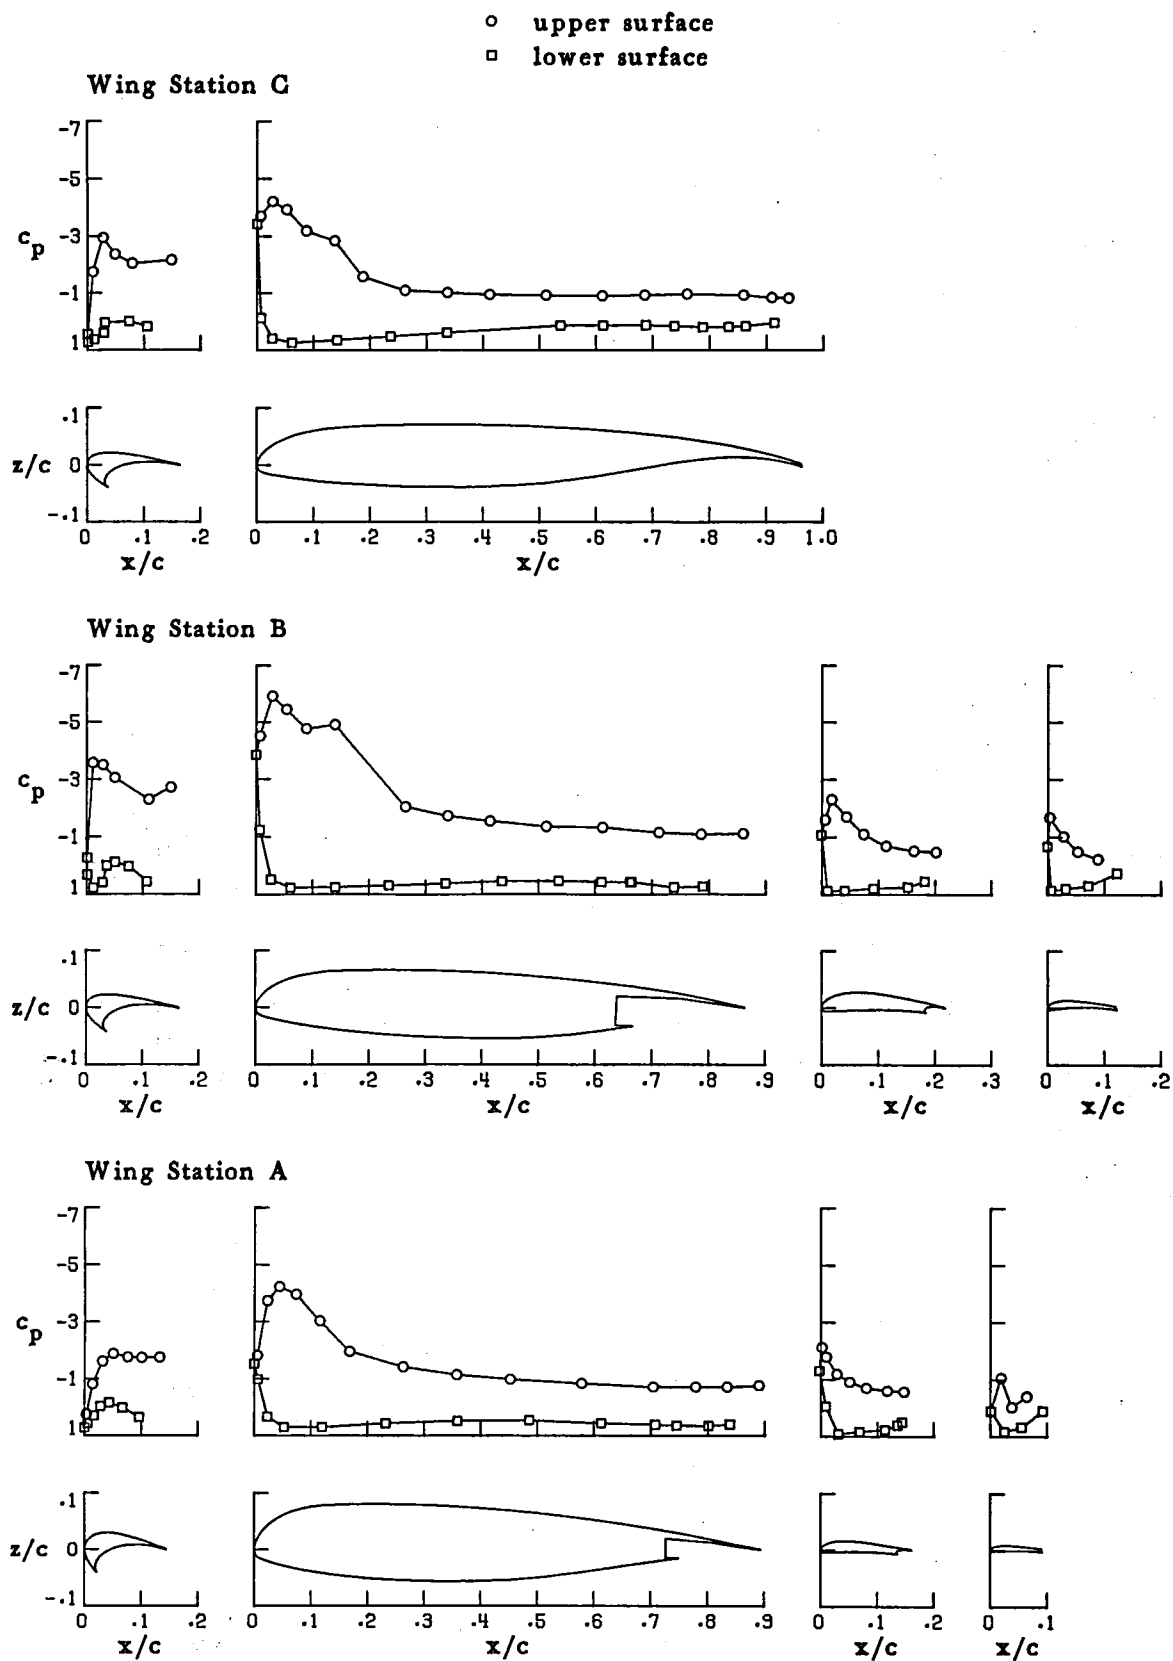 upper surface
lower surface
Wing Station C
-7
-5
-3
-1
1
c_p
.1
0
-.1
z/c
0 .1 .2
x/c
0 .1 .2 .3 .4 .5 .6 .7 .8 .9 1.0
x/c
Wing Station B
-7
-5
-3
-1
1
c_p
.1
0
-.1
z/c
0 .1 .2
x/c
0 .1 .2 .3 .4 .5 .6 .7 .8 .9
x/c
0 .1 .2 .3
x/c
0 .1 .2
x/c
Wing Station A
-7
-5
-3
-1
1
c_p
.1
0
-.1
z/c
0 .1 .2
x/c
0 .1 .2 .3 .4 .5 .6 .7 .8 .9
x/c
0 .1 .2
x/c
0 .1
x/c